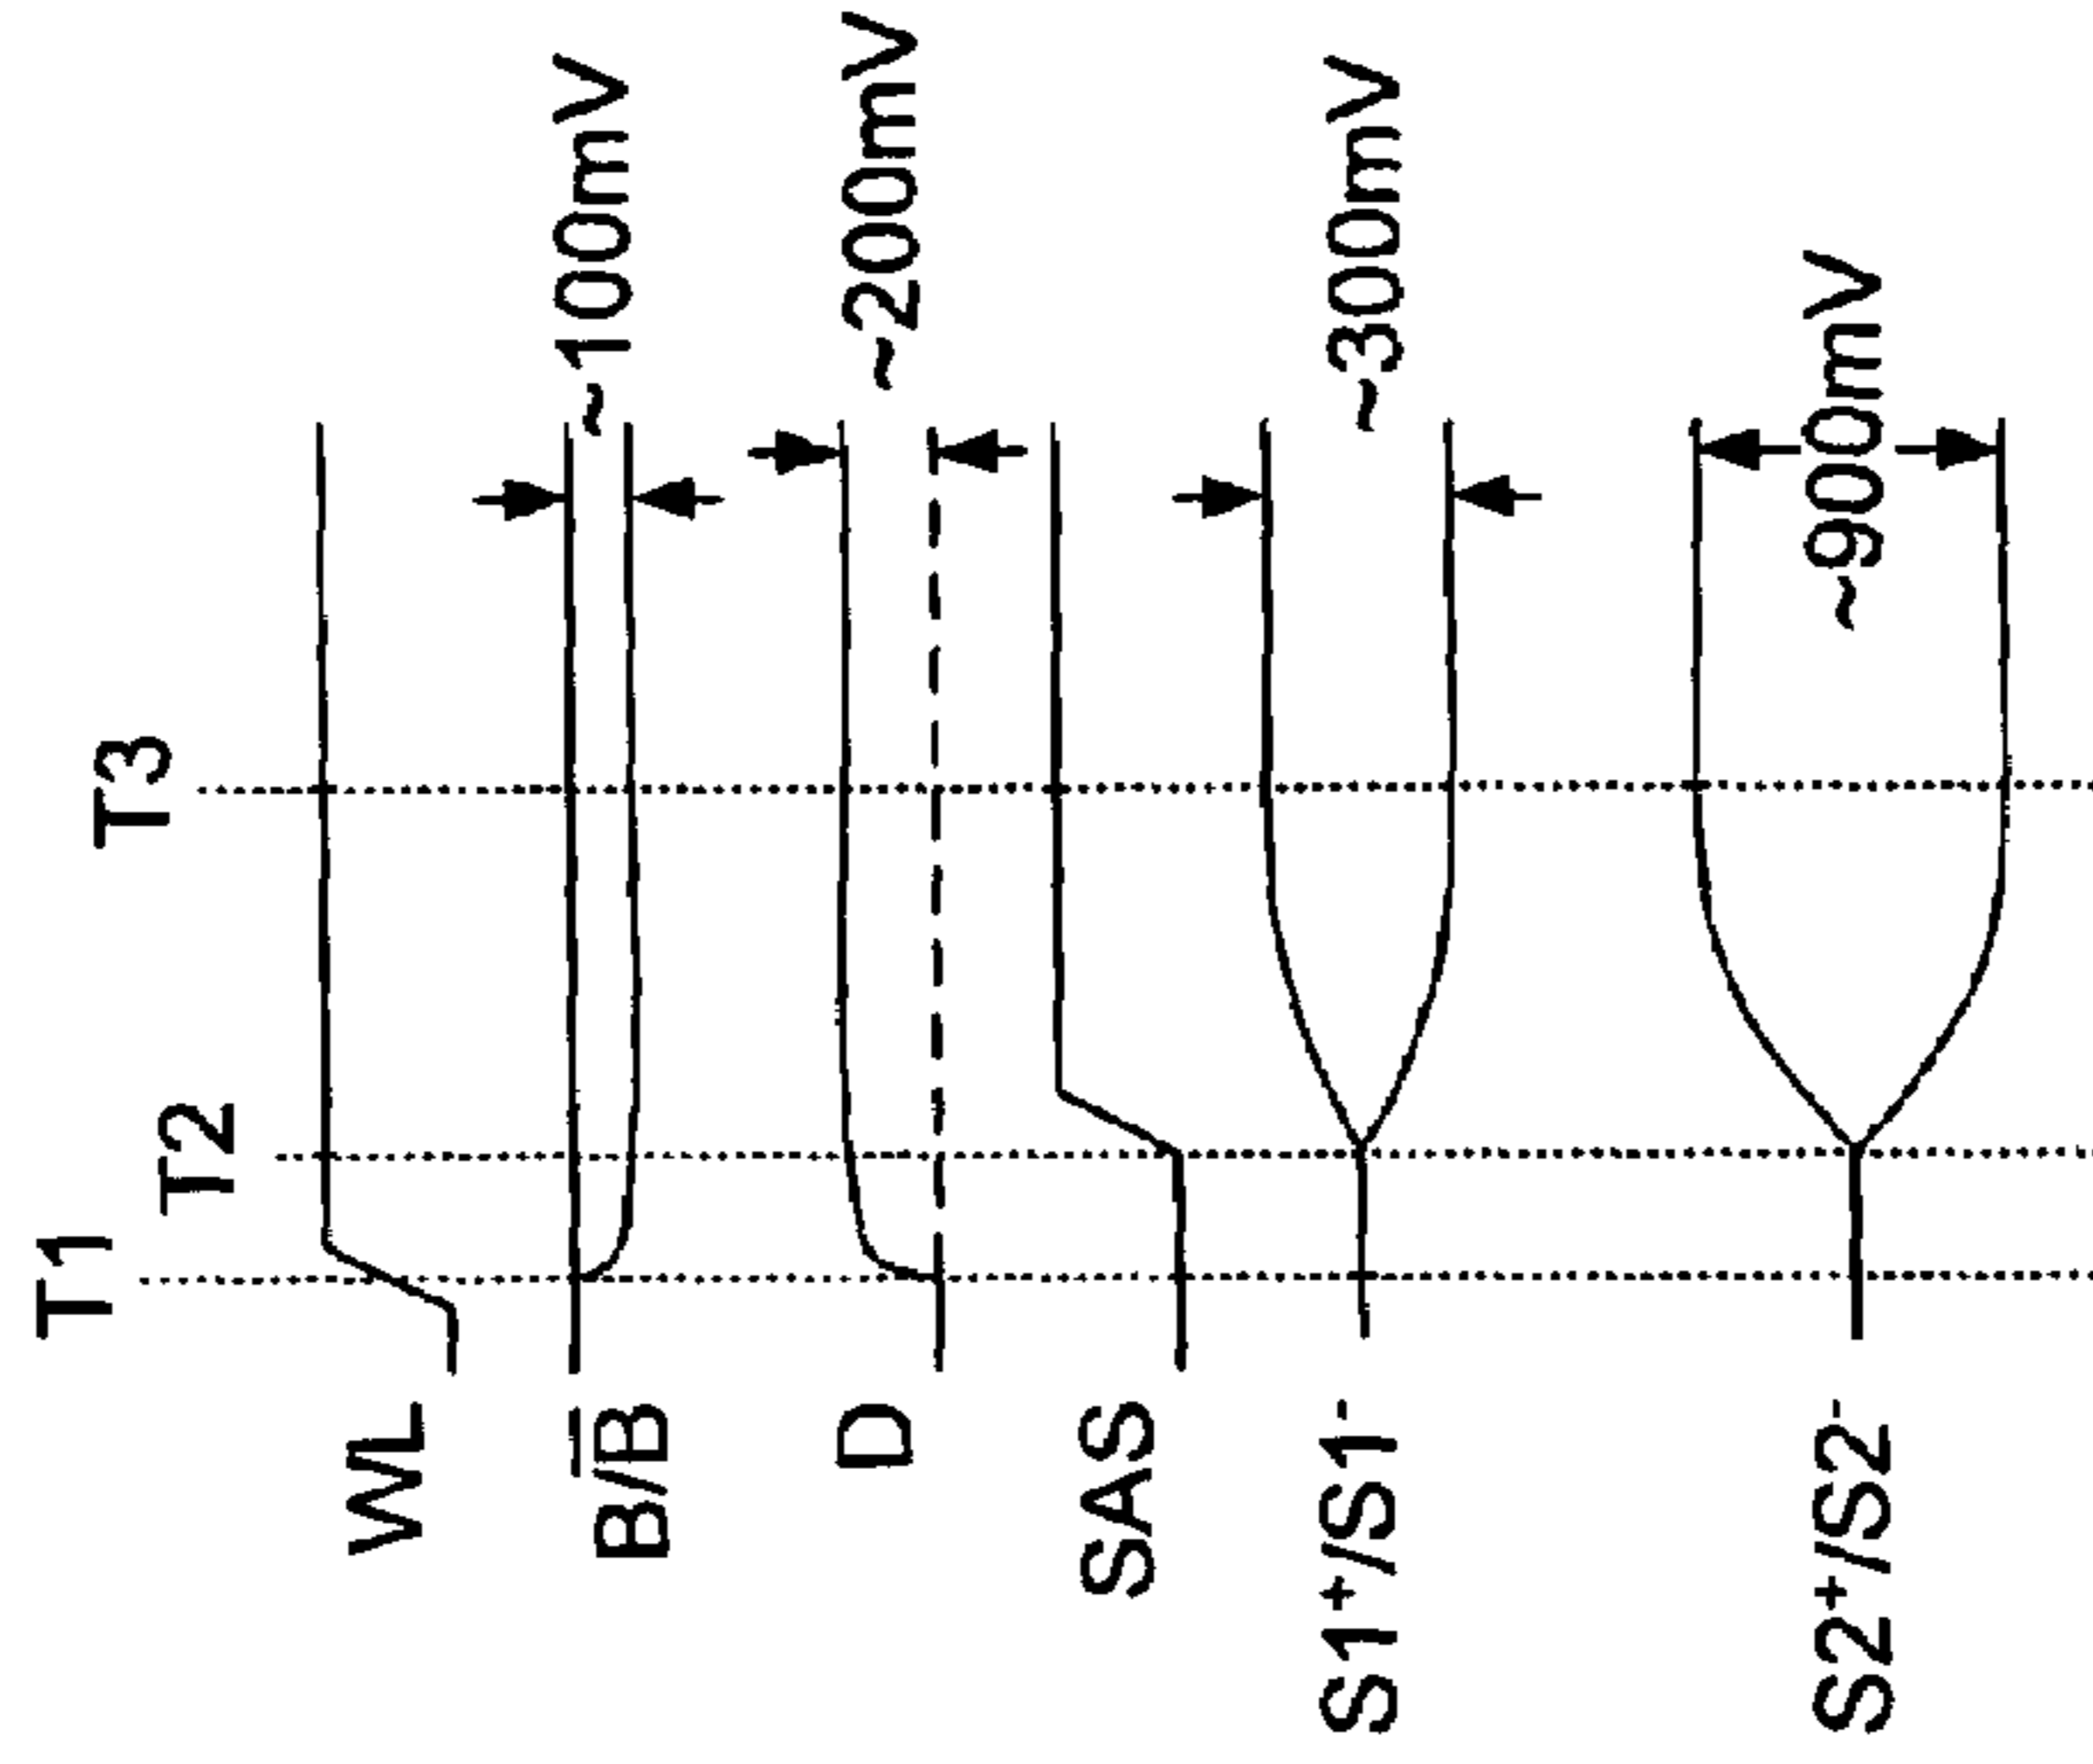 T1 T2 T3
WL
B/B̅ ~100mV
D ~200mV
SAS
S1⁺/S1⁻ ~300mV
S2⁺/S2⁻ ~900mV